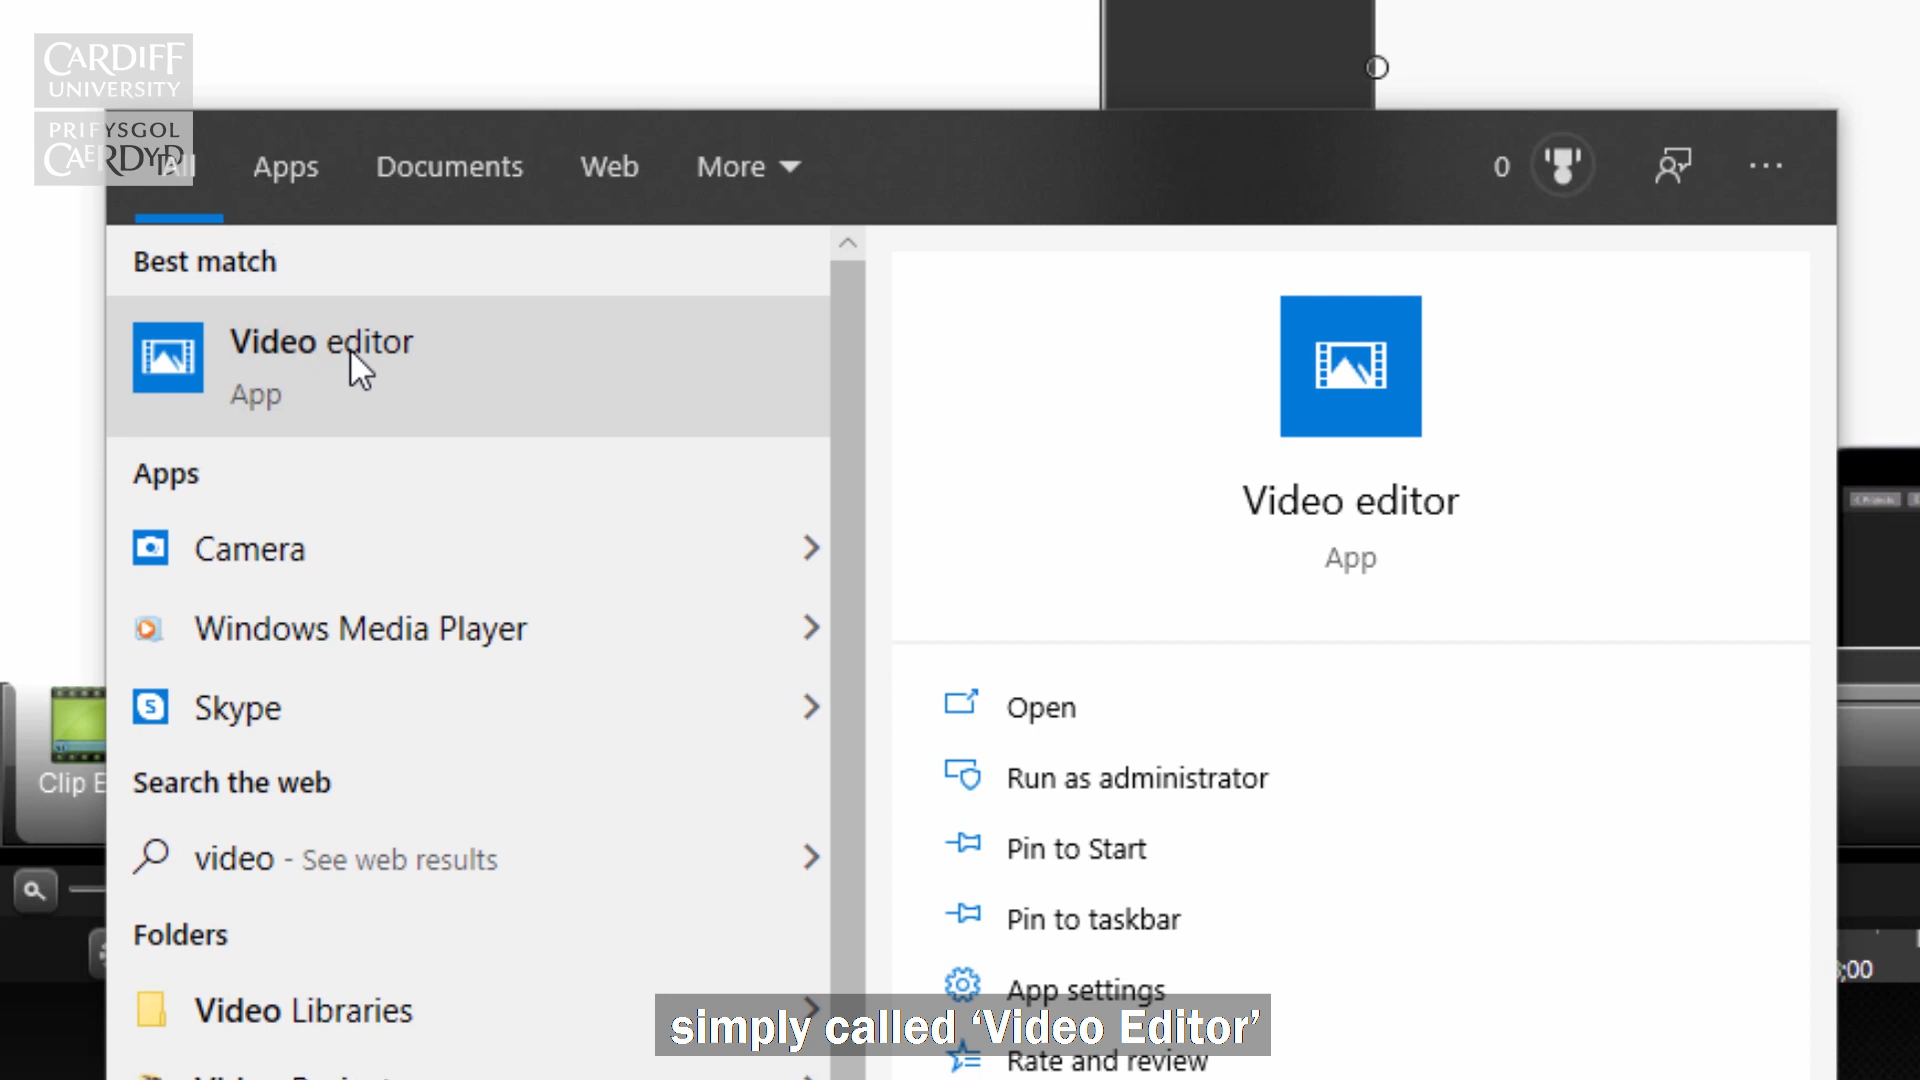 CARDIFF
UNIVERSITY
PRIFYSGOL
CAERDYD
All
Apps
Documents
Web
More
0
Best match
Video editor
App
Apps
Camera
Windows Media Player
Skype
Search the web
video - See web results
Folders
Video Libraries
Video editor
App
Open
Run as administrator
Pin to Start
Pin to taskbar
App settings
Rate and review
Clip
;00
simply called ‘Video Editor’